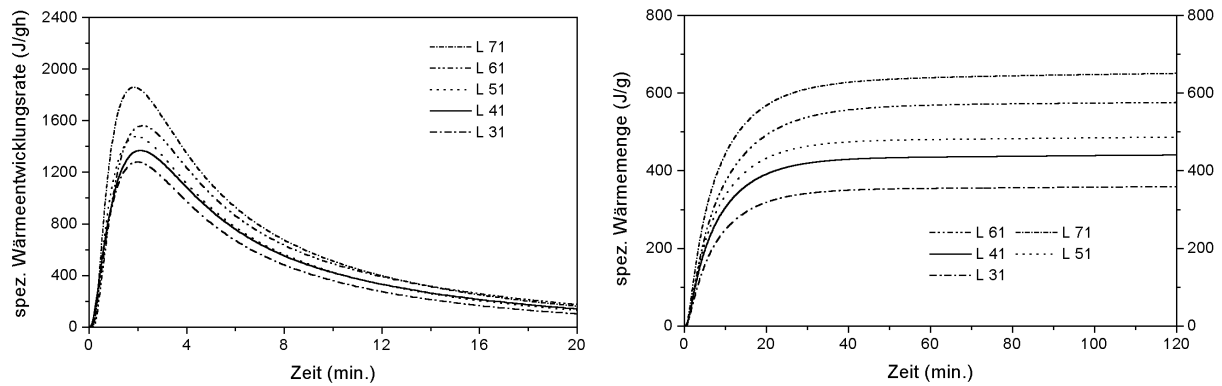 spez. Wärmeentwicklungsrate (J/gh)
2400
2000
1600
1200
800
400
0
0 4 8 12 16 20
Zeit (min.)
L 71
L 61
L 51
L 41
L 31
spez. Wärmemenge (J/g)
800
600
400
200
0
0 20 40 60 80 100 120
Zeit (min.)
L 61 L 71
L 41 L 51
L 31
800
600
400
200
0